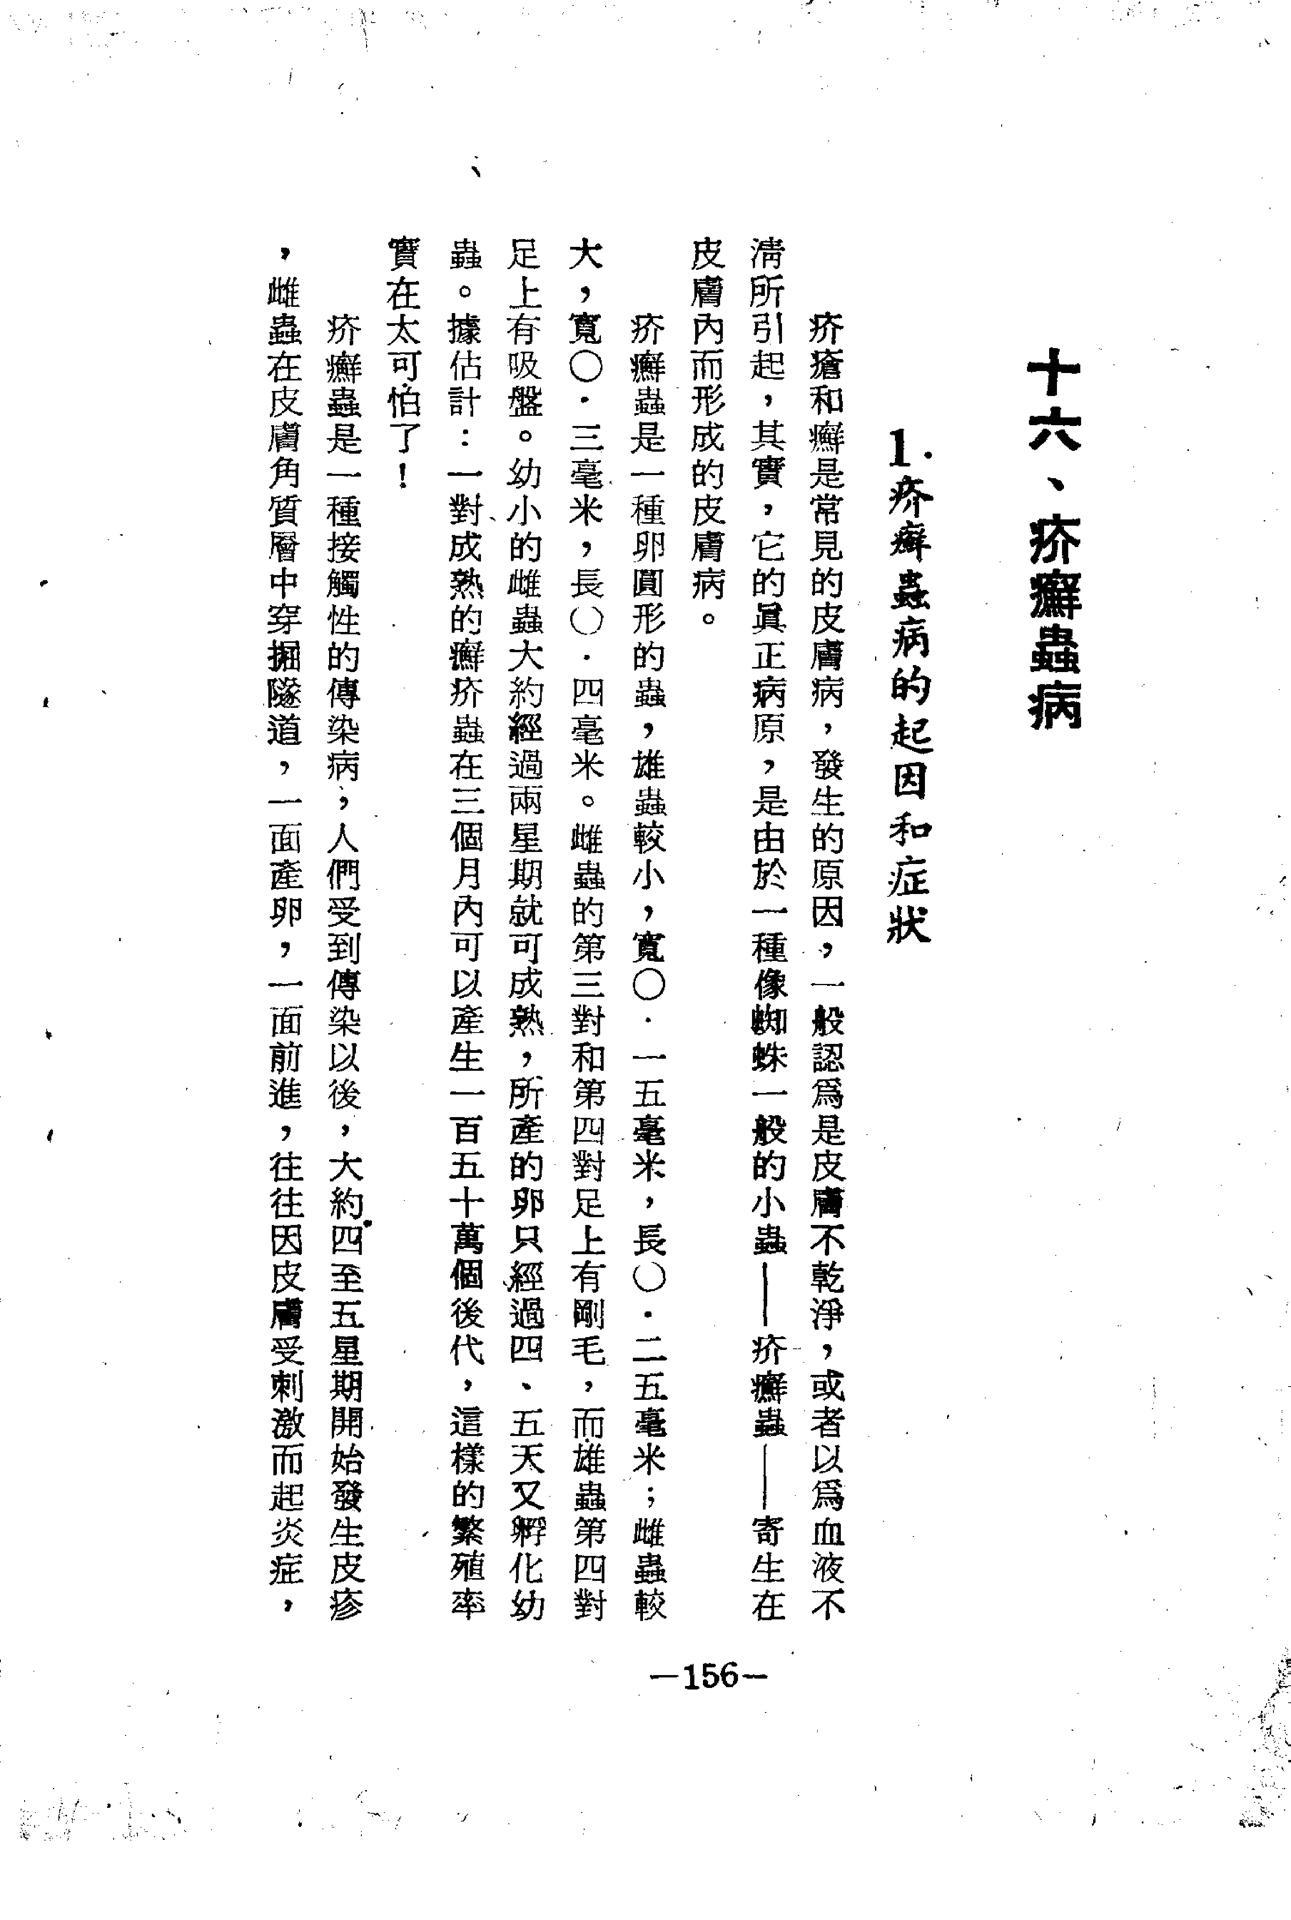 十六、疥癬蟲病
1.疥癬蟲病的起因和症狀
疥瘡和癬是常見的皮膚病，發生的原因，一般認爲是皮膚不乾淨，或者以爲血液不
淸所引起，其實，它的眞正病原，是由於一種像蜘蛛一般的小蟲——疥癬蟲——寄生在
皮膚內而形成的皮膚病。
疥癬蟲是一種卵圓形的蟲，雄蟲較小，寬〇．一五毫米，長〇．二五毫米；雌蟲較
大，寬〇．三毫米，長〇．四毫米。雌蟲的第三對和第四對足上有剛毛，而雄蟲第四對
足上有吸盤。幼小的雌蟲大約經過兩星期就可成熟，所產的卵只經過四、五天又孵化幼
蟲。據估計：一對成熟的癬疥蟲在三個月內可以產生一百五十萬個後代，這樣的繁殖率
實在太可怕了！
疥癬蟲是一種接觸性的傳染病，人們受到傳染以後，大約四至五星期開始發生皮疹
，雌蟲在皮膚角質層中穿掘隧道，一面產卵，一面前進，往往因皮膚受刺激而起炎症，
—156—